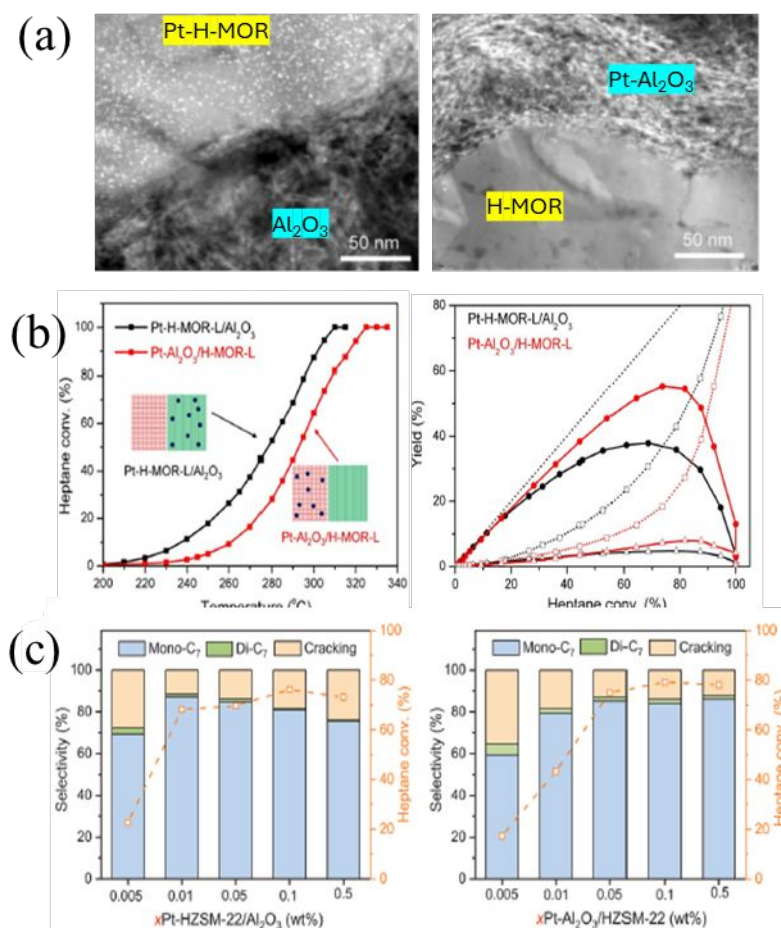 (a)
Pt-H-MOR
Al₂O₃
50 nm
Pt-Al₂O₃
H-MOR
50 nm
(b)
Heptane conv. (%)
100
80
60
40
20
0
Pt-H-MOR-L/Al₂O₃
Pt-Al₂O₃/H-MOR-L
Pt-H-MOR-L/Al₂O₃
Pt-Al₂O₃/H-MOR-L
200 220 240 260 280 300 320 340
Temperature (°C)
Yield (%)
80
60
40
20
0
Pt-H-MOR-L/Al₂O₃
Pt-Al₂O₃/H-MOR-L
0 20 40 60 80 100
Heptane conv. (%)
(c)
Selectivity (%)
100
80
60
40
20
0
Mono-C₇ Di-C₇ Cracking
100
80
60
40
20
0
Heptane conv. (%)
0.005 0.01 0.05 0.1 0.5
xPt-HZSM-22/Al₂O₃ (wt%)
Selectivity (%)
100
80
60
40
20
0
Mono-C₇ Di-C₇ Cracking
100
80
60
40
20
0
Heptane conv. (%)
0.005 0.01 0.05 0.1 0.5
xPt-Al₂O₃/HZSM-22 (wt%)